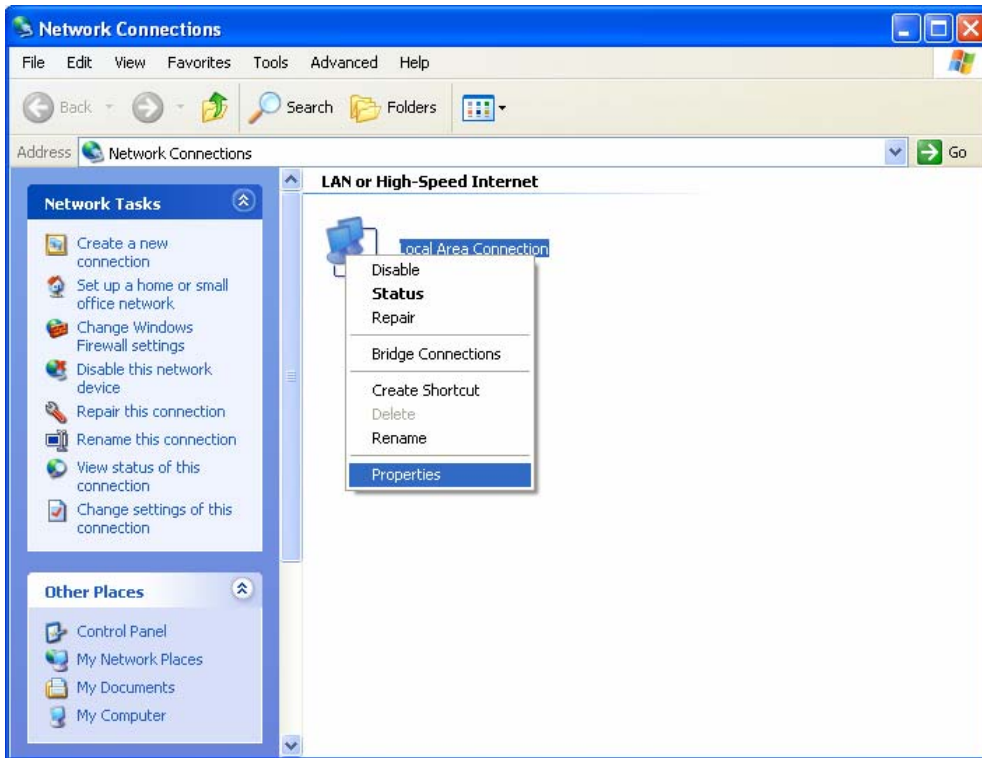 Network Connections
File Edit View Favorites Tools Advanced Help
Back Search Folders
Address Network Connections Go
Network Tasks
Create a new
connection
Set up a home or small
office network
Change Windows
Firewall settings
Disable this network
device
Repair this connection
Rename this connection
View status of this
connection
Change settings of this
connection
Other Places
Control Panel
My Network Places
My Documents
My Computer
LAN or High-Speed Internet
Local Area Connection
Disable
Status
Repair
Bridge Connections
Create Shortcut
Delete
Rename
Properties